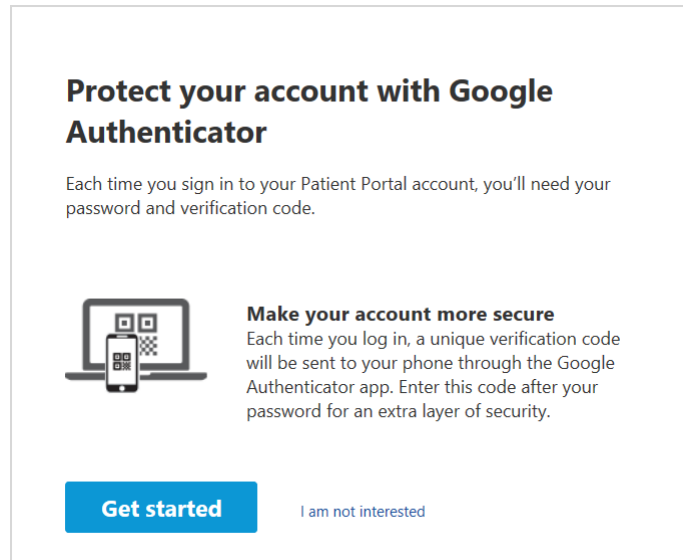 Protect your account with Google
Authenticator
Each time you sign in to your Patient Portal account, you'll need your
password and verification code.
Make your account more secure
Each time you log in, a unique verification code
will be sent to your phone through the Google
Authenticator app. Enter this code after your
password for an extra layer of security.
Get started
I am not interested